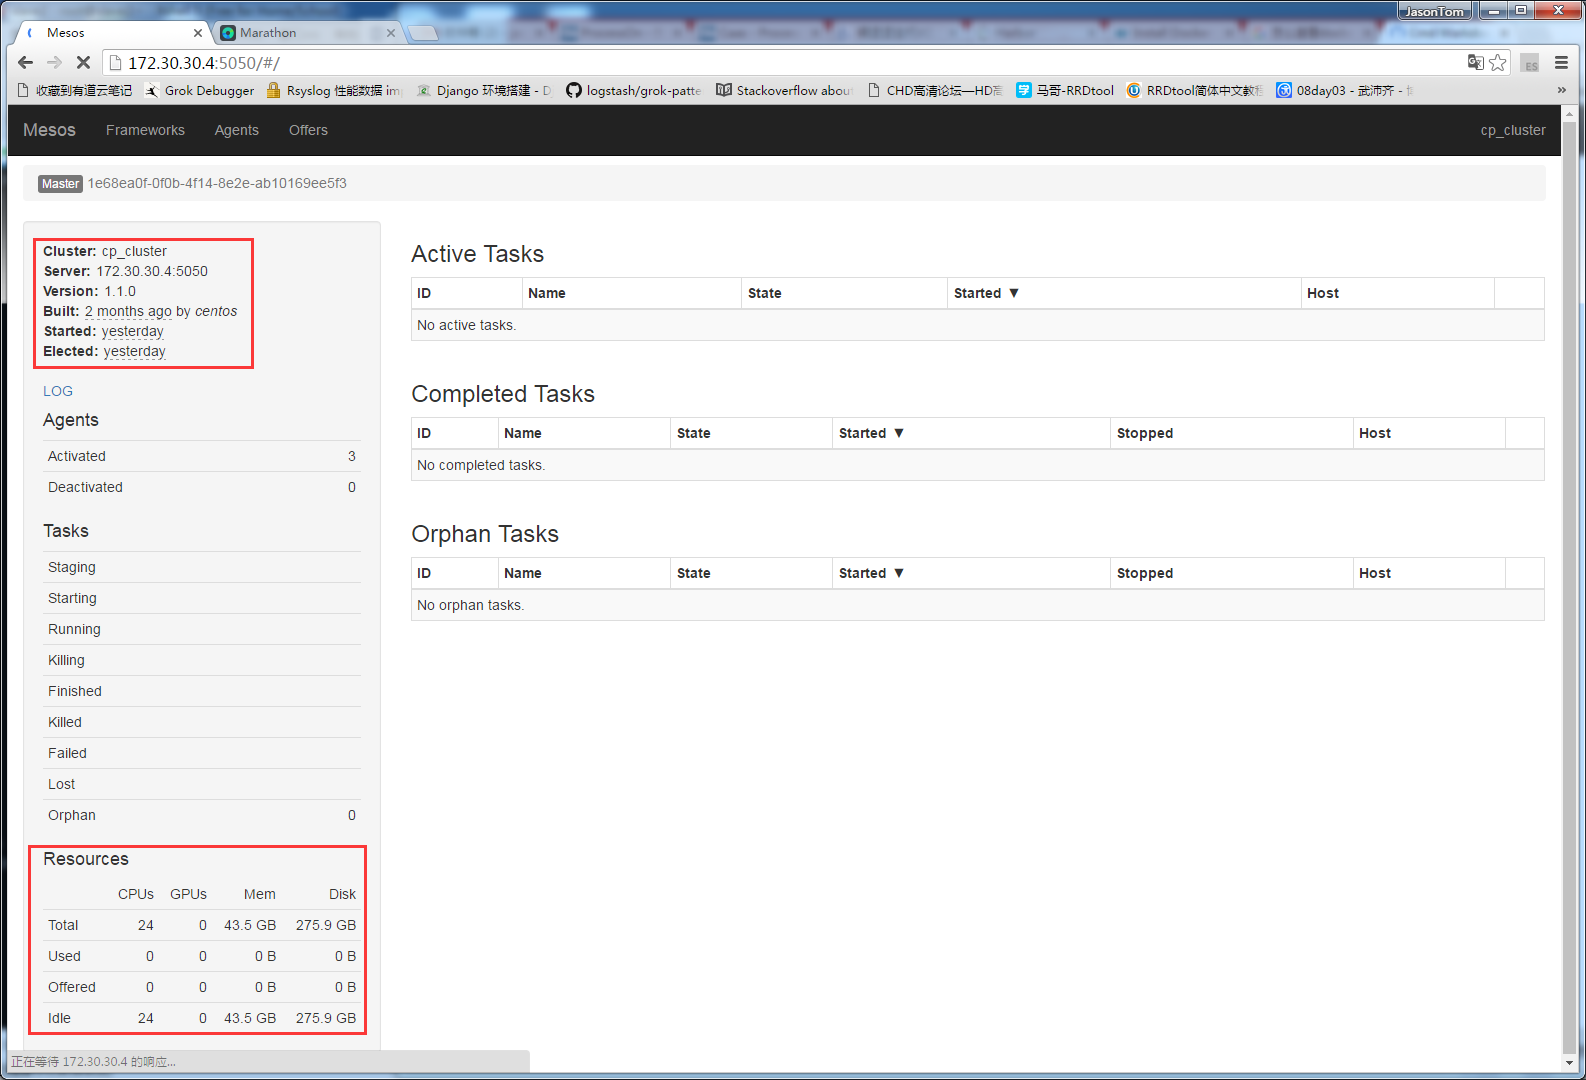 JasonTom
Mesos
Marathon
172.30.30.4:5050/#/
收藏到有道云笔记
Grok Debugger
Rsyslog 性能数据 im
Django 环境搭建 - D
logstash/grok-patte
Stackoverflow abou
CHD高清论坛—HD高
马哥-RRDtool
RRDtool简体中文教程
08day03 - 武沛齐 - 博
»
Mesos Frameworks Agents Offers cp_cluster
Master 1e68ea0f-0f0b-4f14-8e2e-ab10169ee5f3
Cluster: cp_cluster
Server: 172.30.30.4:5050
Version: 1.1.0
Built: 2 months ago by centos
Started: yesterday
Elected: yesterday
LOG
Agents
Activated 3
Deactivated 0
Tasks
Staging
Starting
Running
Killing
Finished
Killed
Failed
Lost
Orphan 0
Resources
CPUs GPUs Mem Disk
Total 24 0 43.5 GB 275.9 GB
Used 0 0 0 B 0 B
Offered 0 0 0 B 0 B
Idle 24 0 43.5 GB 275.9 GB
Active Tasks
ID Name State Started ▼ Host
No active tasks.
Completed Tasks
ID Name State Started ▼ Stopped Host
No completed tasks.
Orphan Tasks
ID Name State Started ▼ Stopped Host
No orphan tasks.
正在等待 172.30.30.4 的响应...